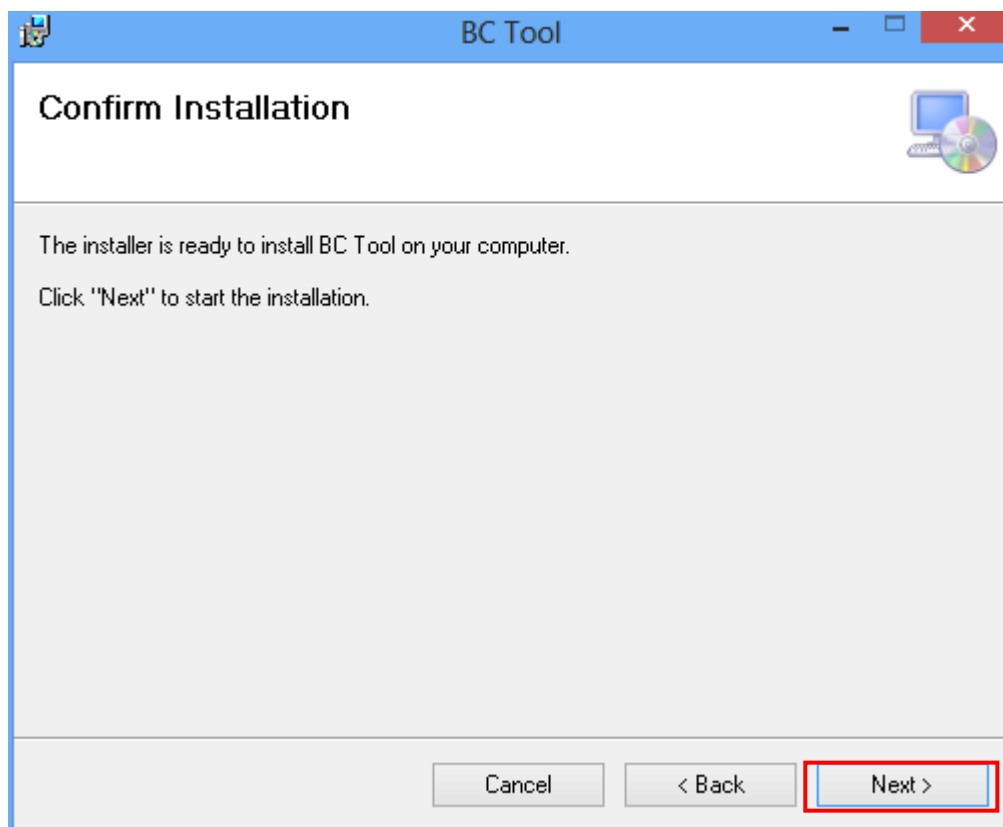 BC Tool
Confirm Installation
The installer is ready to install BC Tool on your computer.
Click "Next" to start the installation.
Cancel
< Back
Next >